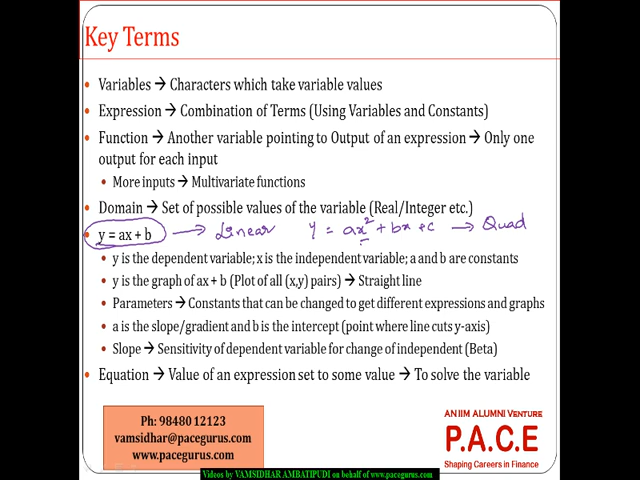 Key Terms
Variables → Characters which take variable values
Expression → Combination of Terms (Using Variables and Constants)
Function → Another variable pointing to Output of an expression → Only one
output for each input
More inputs → Multivariate functions
Domain → Set of possible values of the variable (Real/Integer etc.)
y = ax + b → Linear y = ax² + bx + c → Quad
y is the dependent variable; x is the independent variable; a and b are constants
y is the graph of ax + b (Plot of all (x,y) pairs) → Straight line
Parameters → Constants that can be changed to get different expressions and graphs
a is the slope/gradient and b is the intercept (point where line cuts y-axis)
Slope → Sensitivity of dependent variable for change of independent (Beta)
Equation → Value of an expression set to some value → To solve the variable
Ph: 98480 12123
vamsidhar@pacegurus.com
www.pacegurus.com
AN IIM ALUMNI VENTURE
P.A.C.E
Shaping Careers in Finance
Videos by VAMSIDHAR AMBATIPUDI on behalf of www.pacegurus.com